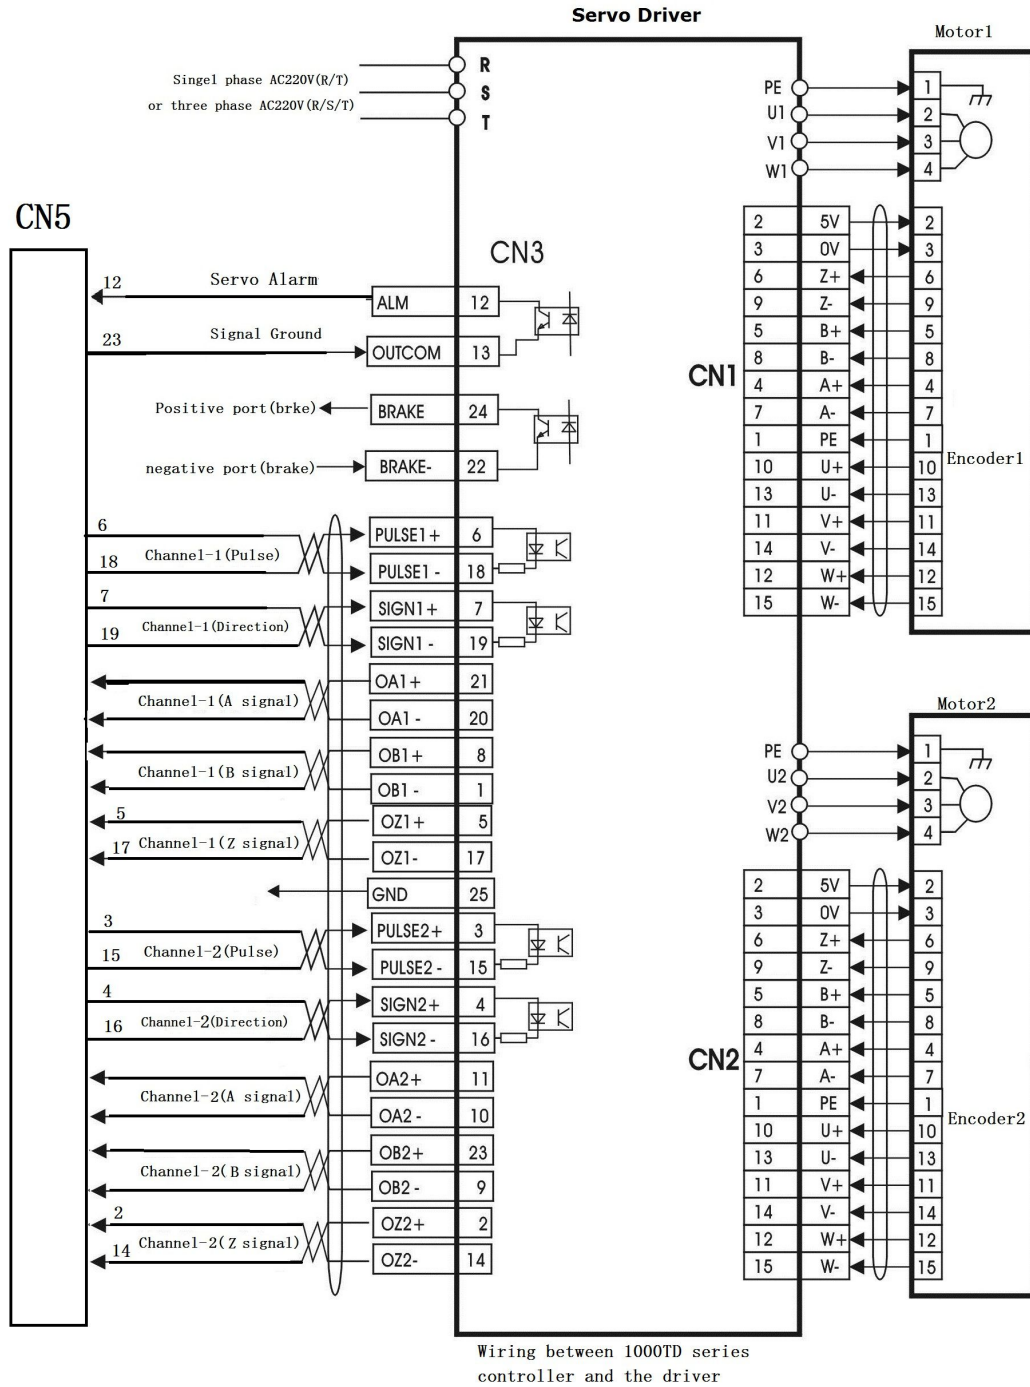 Servo Driver
Motor1
R
Singel phase AC220V(R/T)
S
or three phase AC220V(R/S/T)
T
PE 1
U1 2
V1 3
W1 4
CN5
CN3
CN1
2 5V 2
3 0V 3
6 Z+ 6
9 Z- 9
5 B+ 5
8 B- 8
4 A+ 4
7 A- 7
1 PE 1
10 U+ 10
13 U- 13
11 V+ 11
14 V- 14
12 W+ 12
15 W- 15
Encoder1
12 Servo Alarm ALM 12
23 Signal Ground OUTCOM 13
Positive port(brke) BRAKE 24
negative port(brake) BRAKE- 22
6 PULSE1+ 6
Channel-1(Pulse)
18 PULSE1 - 18
7 SIGN1+ 7
Channel-1(Direction)
19 SIGN1 - 19
OA1+ 21
Channel-1(A signal)
OA1 - 20
OB1+ 8
Channel-1(B signal)
OB1 - 1
5 OZ1+ 5
Channel-1(Z signal)
17 OZ1- 17
GND 25
3 PULSE2+ 3
Channel-2(Pulse)
15 PULSE2 - 15
4 SIGN2+ 4
Channel-2(Direction)
16 SIGN2 - 16
OA2+ 11
Channel-2(A signal)
OA2 - 10
OB2+ 23
Channel-2(B signal)
OB2 - 9
2 OZ2+ 2
Channel-2(Z signal)
14 OZ2- 14
Motor2
PE 1
U2 2
V2 3
W2 4
CN2
2 5V 2
3 0V 3
6 Z+ 6
9 Z- 9
5 B+ 5
8 B- 8
4 A+ 4
7 A- 7
1 PE 1
10 U+ 10
13 U- 13
11 V+ 11
14 V- 14
12 W+ 12
15 W- 15
Encoder2
Wiring between 1000TD series
controller and the driver